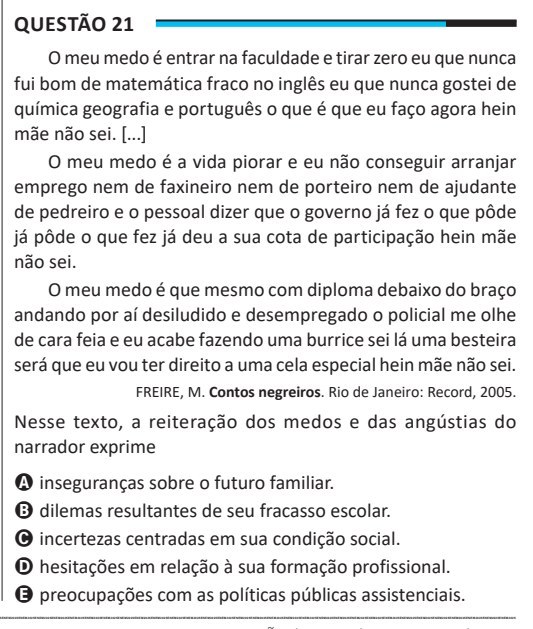 QUESTÃO 21
O meu medo é entrar na faculdade e tirar zero eu que nunca
fui bom de matemática fraco no inglês eu que nunca gostei de
química geografia e português o que é que eu faço agora hein
mãe não sei. [...]
O meu medo é a vida piorar e eu não conseguir arranjar
emprego nem de faxineiro nem de porteiro nem de ajudante
de pedreiro e o pessoal dizer que o governo já fez o que pôde
já pôde o que fez já deu a sua cota de participação hein mãe
não sei.
O meu medo é que mesmo com diploma debaixo do braço
andando por aí desiludido e desempregado o policial me olhe
de cara feia e eu acabe fazendo uma burrice sei lá uma besteira
será que eu vou ter direito a uma cela especial hein mãe não sei.
FREIRE, M. Contos negreiros. Rio de Janeiro: Record, 2005.
Nesse texto, a reiteração dos medos e das angústias do
narrador exprime
A inseguranças sobre o futuro familiar.
B dilemas resultantes de seu fracasso escolar.
C incertezas centradas em sua condição social.
D hesitações em relação à sua formação profissional.
E preocupações com as políticas públicas assistenciais.